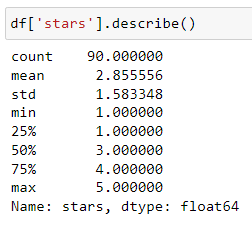 df['stars'].describe()
count    90.000000
mean      2.855556
std       1.583348
min       1.000000
25%       1.000000
50%       3.000000
75%       4.000000
max       5.000000
Name: stars, dtype: float64